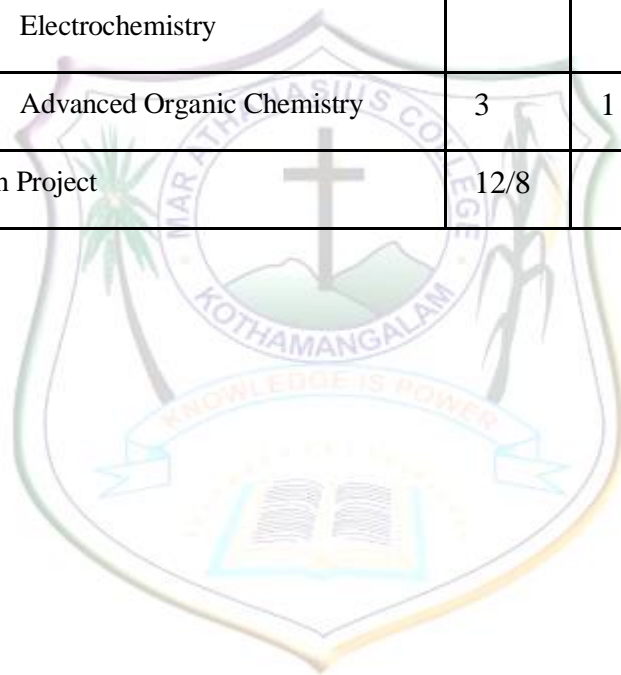 Electrochemistry
Advanced Organic Chemistry 3 1
n Project 12/8
MAR ATHANASIUS COLLEGE
KOTHAMANGALAM
KNOWLEDGE IS POWER